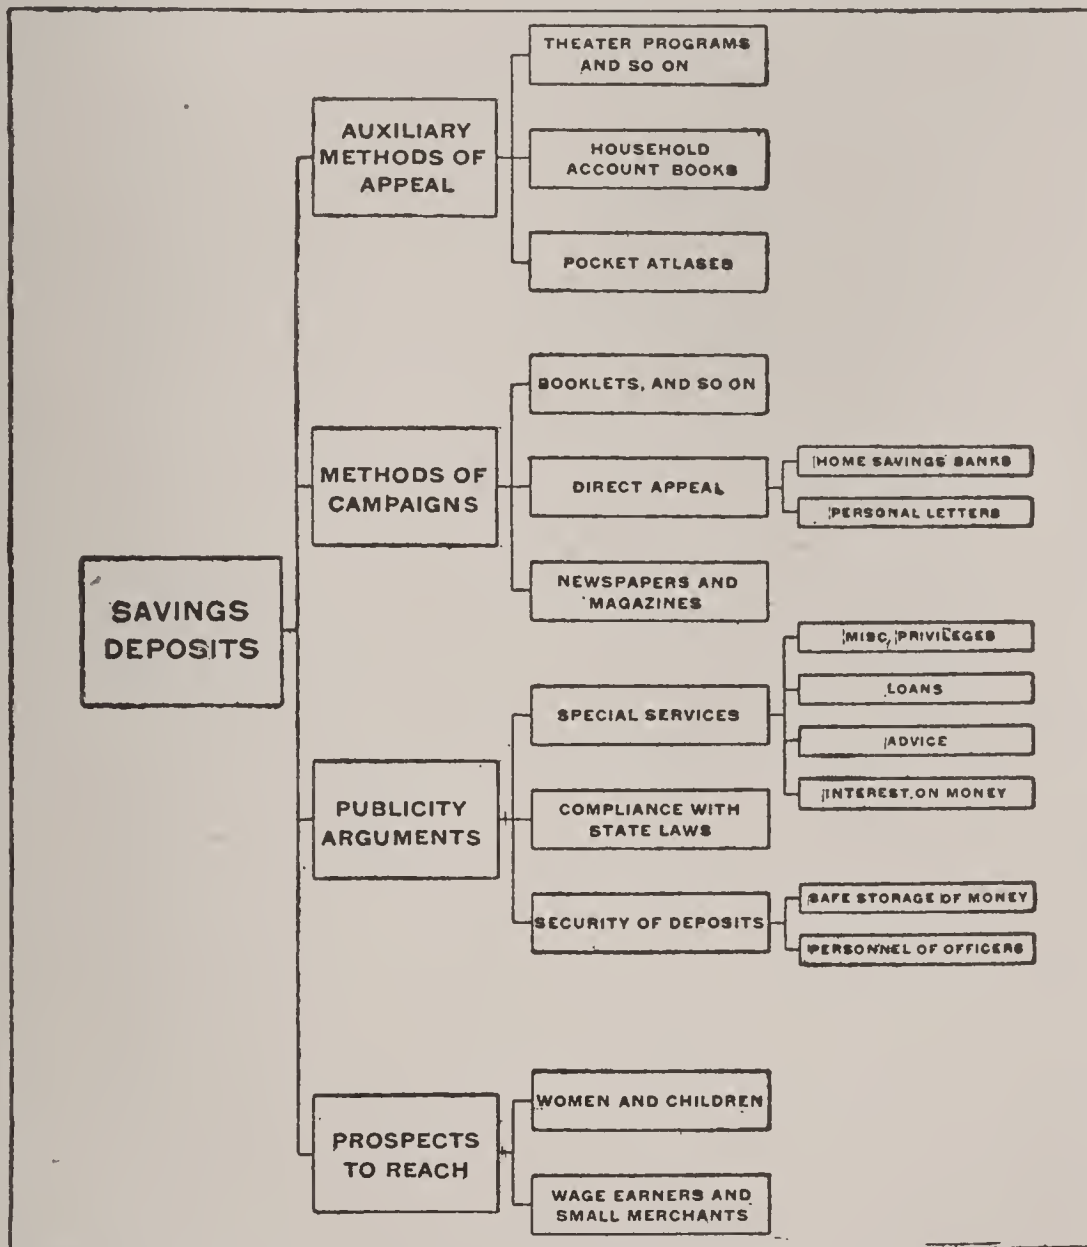 THEATER PROGRAMS
AND SO ON
AUXILIARY
METHODS OF
APPEAL
HOUSEHOLD
ACCOUNT BOOKS
POCKET ATLASES
BOOKLETS, AND SO ON
METHODS OF
CAMPAIGNS
DIRECT APPEAL
HOME SAVINGS BANKS
PERSONAL LETTERS
NEWSPAPERS AND
MAGAZINES
SAVINGS
DEPOSITS
SPECIAL SERVICES
MISC, PRIVILEGES
LOANS
ADVICE
INTEREST ON MONEY
PUBLICITY
ARGUMENTS
COMPLIANCE WITH
STATE LAWS
SECURITY OF DEPOSITS
SAFE STORAGE OF MONEY
PERSONNEL OF OFFICERS
PROSPECTS
TO REACH
WOMEN AND CHILDREN
WAGE EARNERS AND
SMALL MERCHANTS